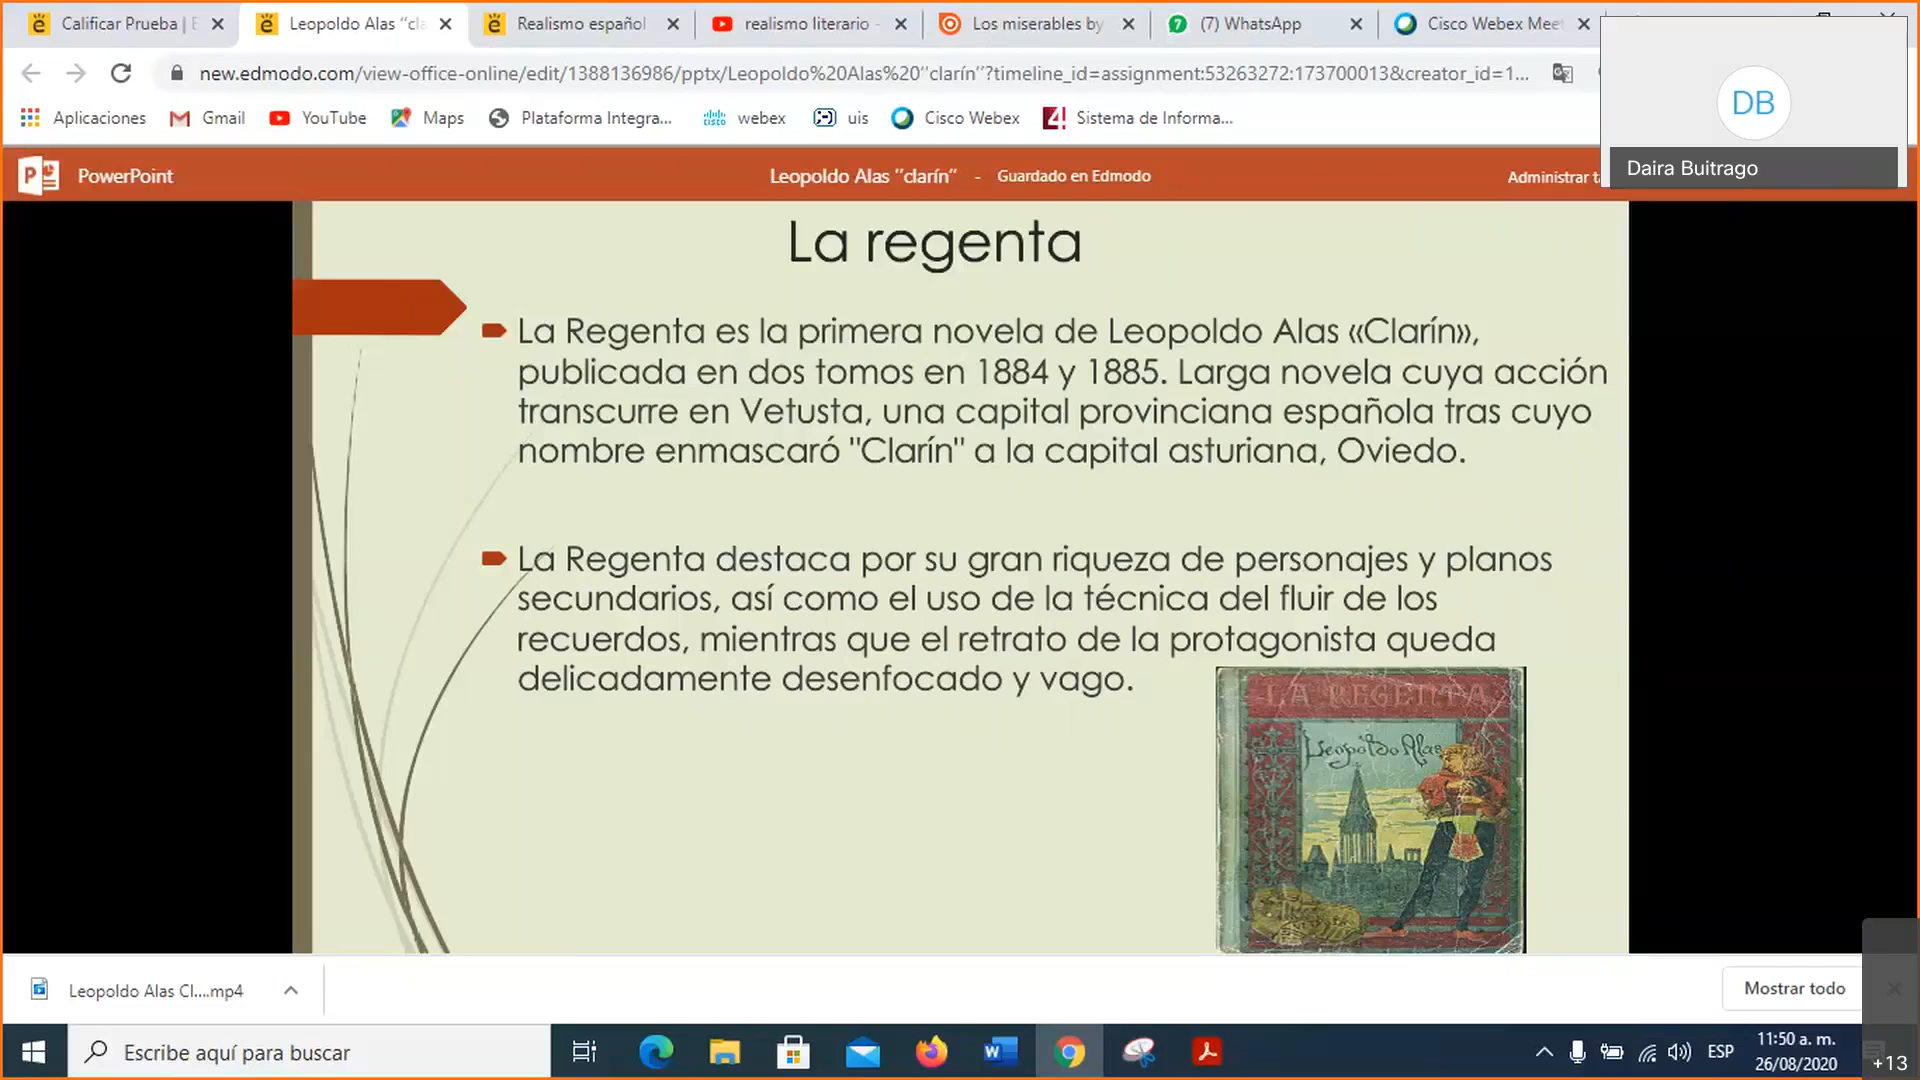 Calificar Prueba | E
Leopoldo Alas “cla
Realismo español
realismo literario -
Los miserables by
(7) WhatsApp
Cisco Webex Meet
new.edmodo.com/view-office-online/edit/1388136986/pptx/Leopoldo%20Alas%20“clarín”?timeline_id=assignment:53263272:173700013&creator_id=1...
Aplicaciones
Gmail
YouTube
Maps
Plataforma Integra...
webex
uis
Cisco Webex
Sistema de Informa...
DB
Daira Buitrago
PowerPoint
Leopoldo Alas “clarín” - Guardado en Edmodo
Administrar t
La regenta
La Regenta es la primera novela de Leopoldo Alas «Clarín»,
publicada en dos tomos en 1884 y 1885. Larga novela cuya acción
transcurre en Vetusta, una capital provinciana española tras cuyo
nombre enmascaró "Clarín" a la capital asturiana, Oviedo.
La Regenta destaca por su gran riqueza de personajes y planos
secundarios, así como el uso de la técnica del fluir de los
recuerdos, mientras que el retrato de la protagonista queda
delicadamente desenfocado y vago.
LA REGENTA
Leopoldo Alas
Leopoldo Alas Cl....mp4
Mostrar todo
Escribe aquí para buscar
ESP
11:50 a. m.
26/08/2020
+13